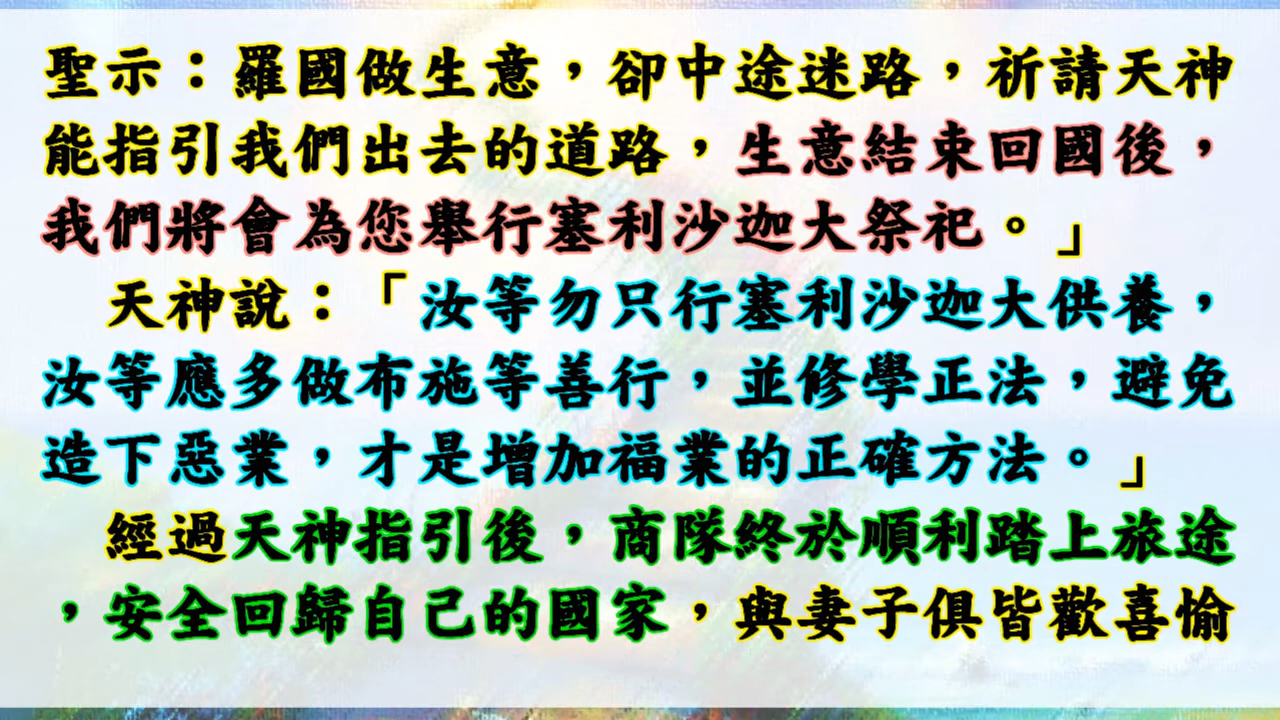 聖示：羅國做生意，卻中途迷路，祈請天神
能指引我們出去的道路，生意結束回國後，
我們將會為您舉行塞利沙迦大祭祀。」
天神說：「汝等勿只行塞利沙迦大供養，
汝等應多做布施等善行，並修學正法，避免
造下惡業，才是增加福業的正確方法。」
經過天神指引後，商隊終於順利踏上旅途
，安全回歸自己的國家，與妻子俱皆歡喜愉